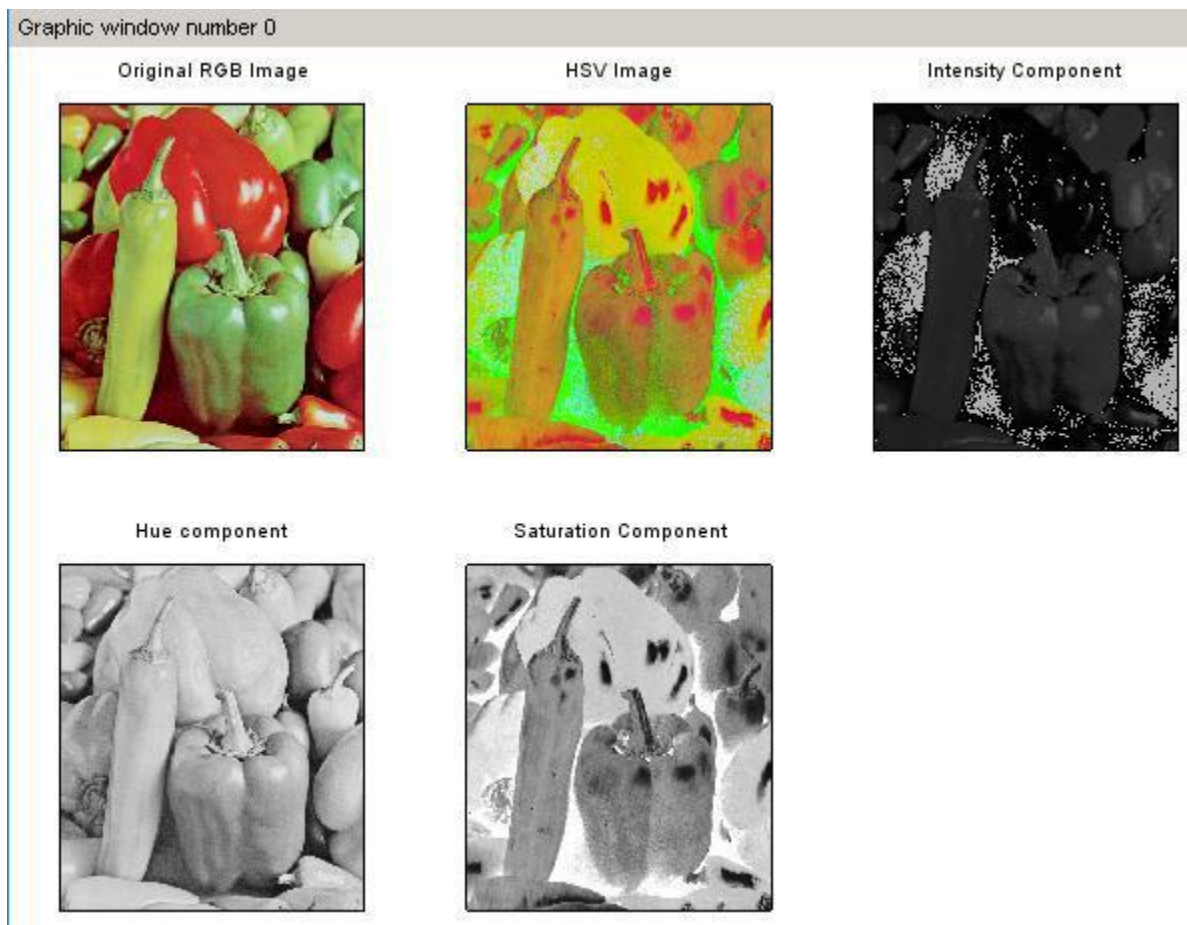 Graphic window number 0
Original RGB Image
HSV Image
Intensity Component
Hue component
Saturation Component